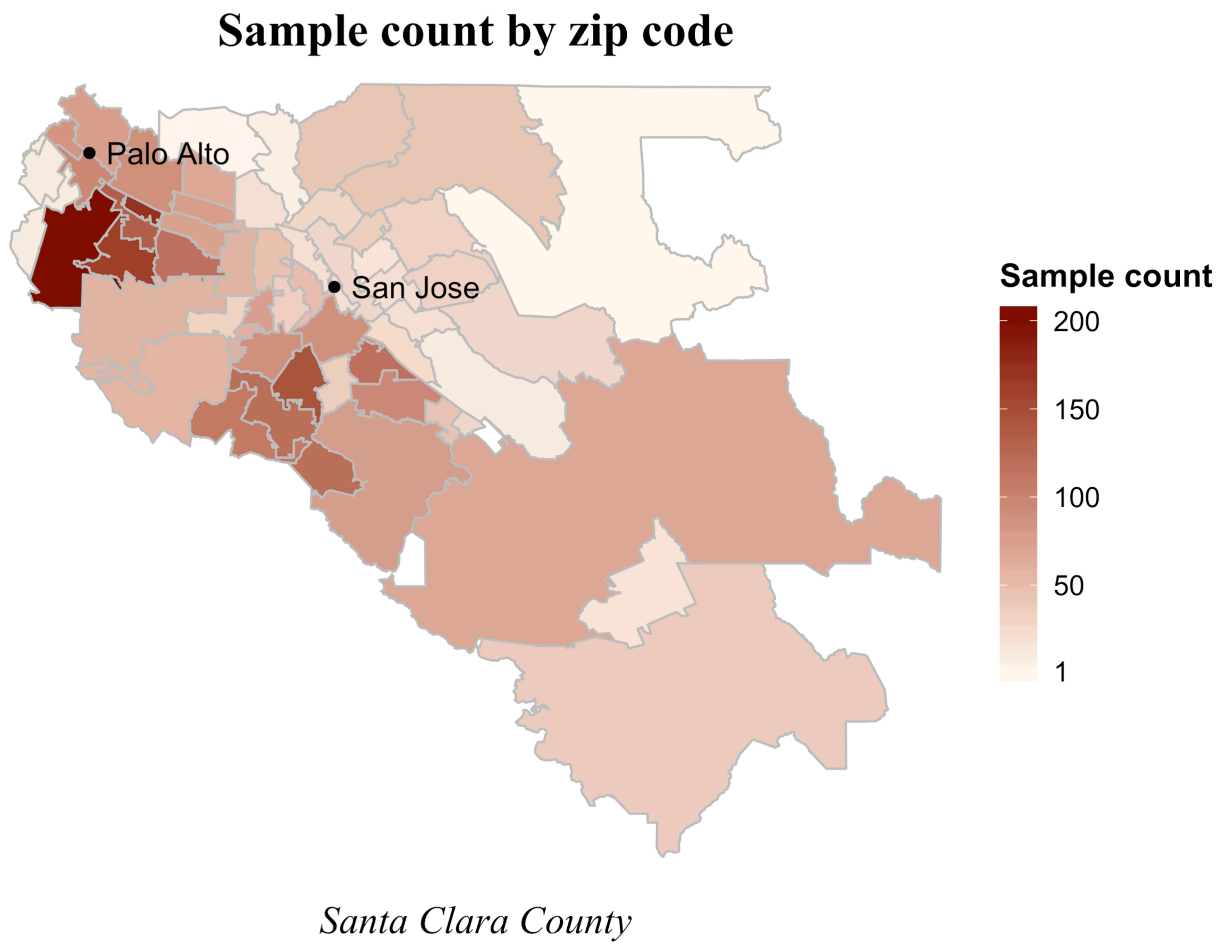 Sample count by zip code
Palo Alto
San Jose
Sample count
200
150
100
50
1
Santa Clara County